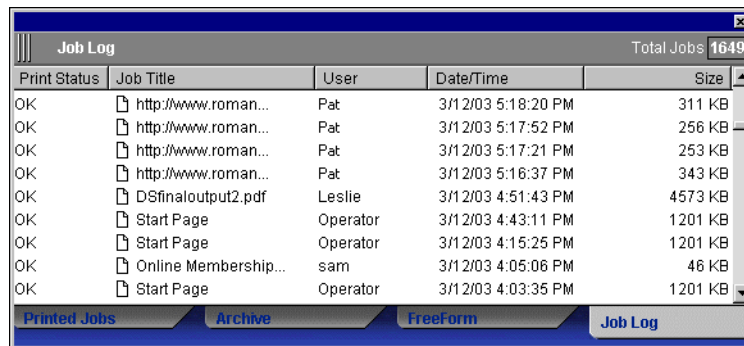 Job Log Total Jobs 1649
Print Status Job Title User Date/Time Size
OK http://www.roman... Pat 3/12/03 5:18:20 PM 311 KB
OK http://www.roman... Pat 3/12/03 5:17:52 PM 256 KB
OK http://www.roman... Pat 3/12/03 5:17:21 PM 253 KB
OK http://www.roman... Pat 3/12/03 5:16:37 PM 343 KB
OK DSfinaloutput2.pdf Leslie 3/12/03 4:51:43 PM 4573 KB
OK Start Page Operator 3/12/03 4:43:11 PM 1201 KB
OK Start Page Operator 3/12/03 4:15:25 PM 1201 KB
OK Online Membership... sam 3/12/03 4:05:06 PM 46 KB
OK Start Page Operator 3/12/03 4:03:35 PM 1201 KB
Printed Jobs Archive FreeForm Job Log